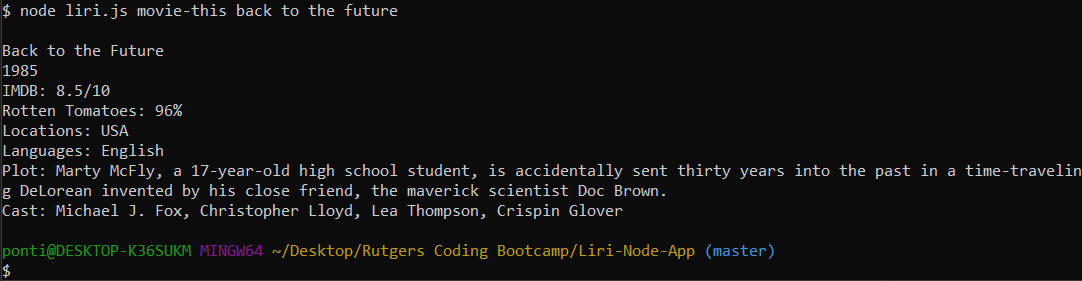 $ node liri.js movie-this back to the future
Back to the Future
1985
IMDB: 8.5/10
Rotten Tomatoes: 96%
Locations: USA
Languages: English
Plot: Marty McFly, a 17-year-old high school student, is accidentally sent thirty years into the past in a time-travelin
g DeLorean invented by his close friend, the maverick scientist Doc Brown.
Cast: Michael J. Fox, Christopher Lloyd, Lea Thompson, Crispin Glover
ponti@DESKTOP-K36SUKM MINGW64 ~/Desktop/Rutgers Coding Bootcamp/Liri-Node-App (master)
$